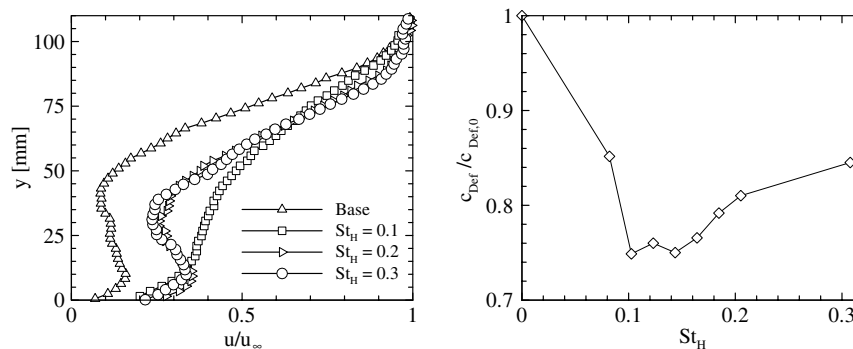 100
75
50
25
0
y [mm]
Base
St_H = 0.1
St_H = 0.2
St_H = 0.3
0
0.5
1
u/u_∞
1
0.9
0.8
0.7
c_Def / c_Def,0
0
0.1
0.2
0.3
St_H